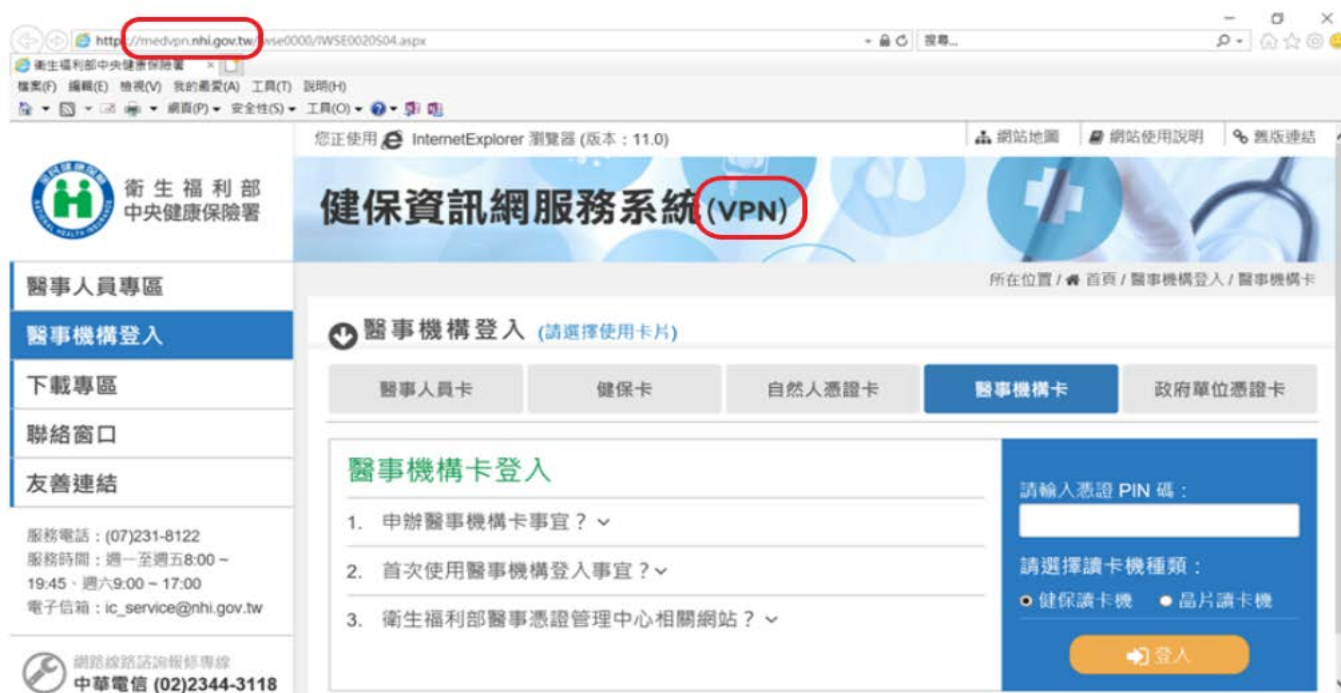 https://medvpn.nhi.gov.tw/iwse0000/IWSE0020S04.aspx
搜尋...
衛生福利部中央健康保險署
檔案(F) 編輯(E) 檢視(V) 我的最愛(A) 工具(T) 說明(H)
網頁(P) 安全性(S) 工具(O)
您正使用 InternetExplorer 瀏覽器 (版本：11.0)
網站地圖 網站使用說明 舊版連結
衛生福利部
中央健康保險署
健保資訊網服務系統(VPN)
所在位置 / 首頁 / 醫事機構登入 / 醫事機構卡
醫事人員專區
醫事機構登入
下載專區
聯絡窗口
友善連結
服務電話：(07)231-8122
服務時間：週一至週五8:00 ~
19:45、週六9:00 ~ 17:00
電子信箱：ic_service@nhi.gov.tw
網路線路諮詢報修專線
中華電信 (02)2344-3118
醫事機構登入 (請選擇使用卡片)
醫事人員卡 健保卡 自然人憑證卡 醫事機構卡 政府單位憑證卡
醫事機構卡登入
1. 申辦醫事機構卡事宜？
2. 首次使用醫事機構登入事宜？
3. 衛生福利部醫事憑證管理中心相關網站？
請輸入憑證 PIN 碼：
請選擇讀卡機種類：
健保讀卡機 晶片讀卡機
登入